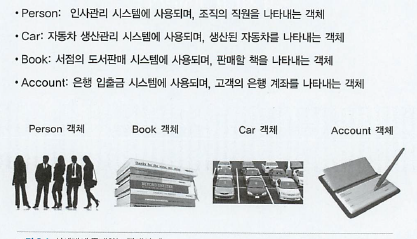 • Person: 인사관리 시스템에 사용되며, 조직의 직원을 나타내는 객체
• Car: 자동차 생산관리 시스템에 사용되며, 생산된 자동차를 나타내는 객체
• Book: 서점의 도서판매 시스템에 사용되며, 판매할 책을 나타내는 객체
• Account: 은행 입출금 시스템에 사용되며, 고객의 은행 계좌를 나타내는 객체
Person 객체 Book 객체 Car 객체 Account 객체